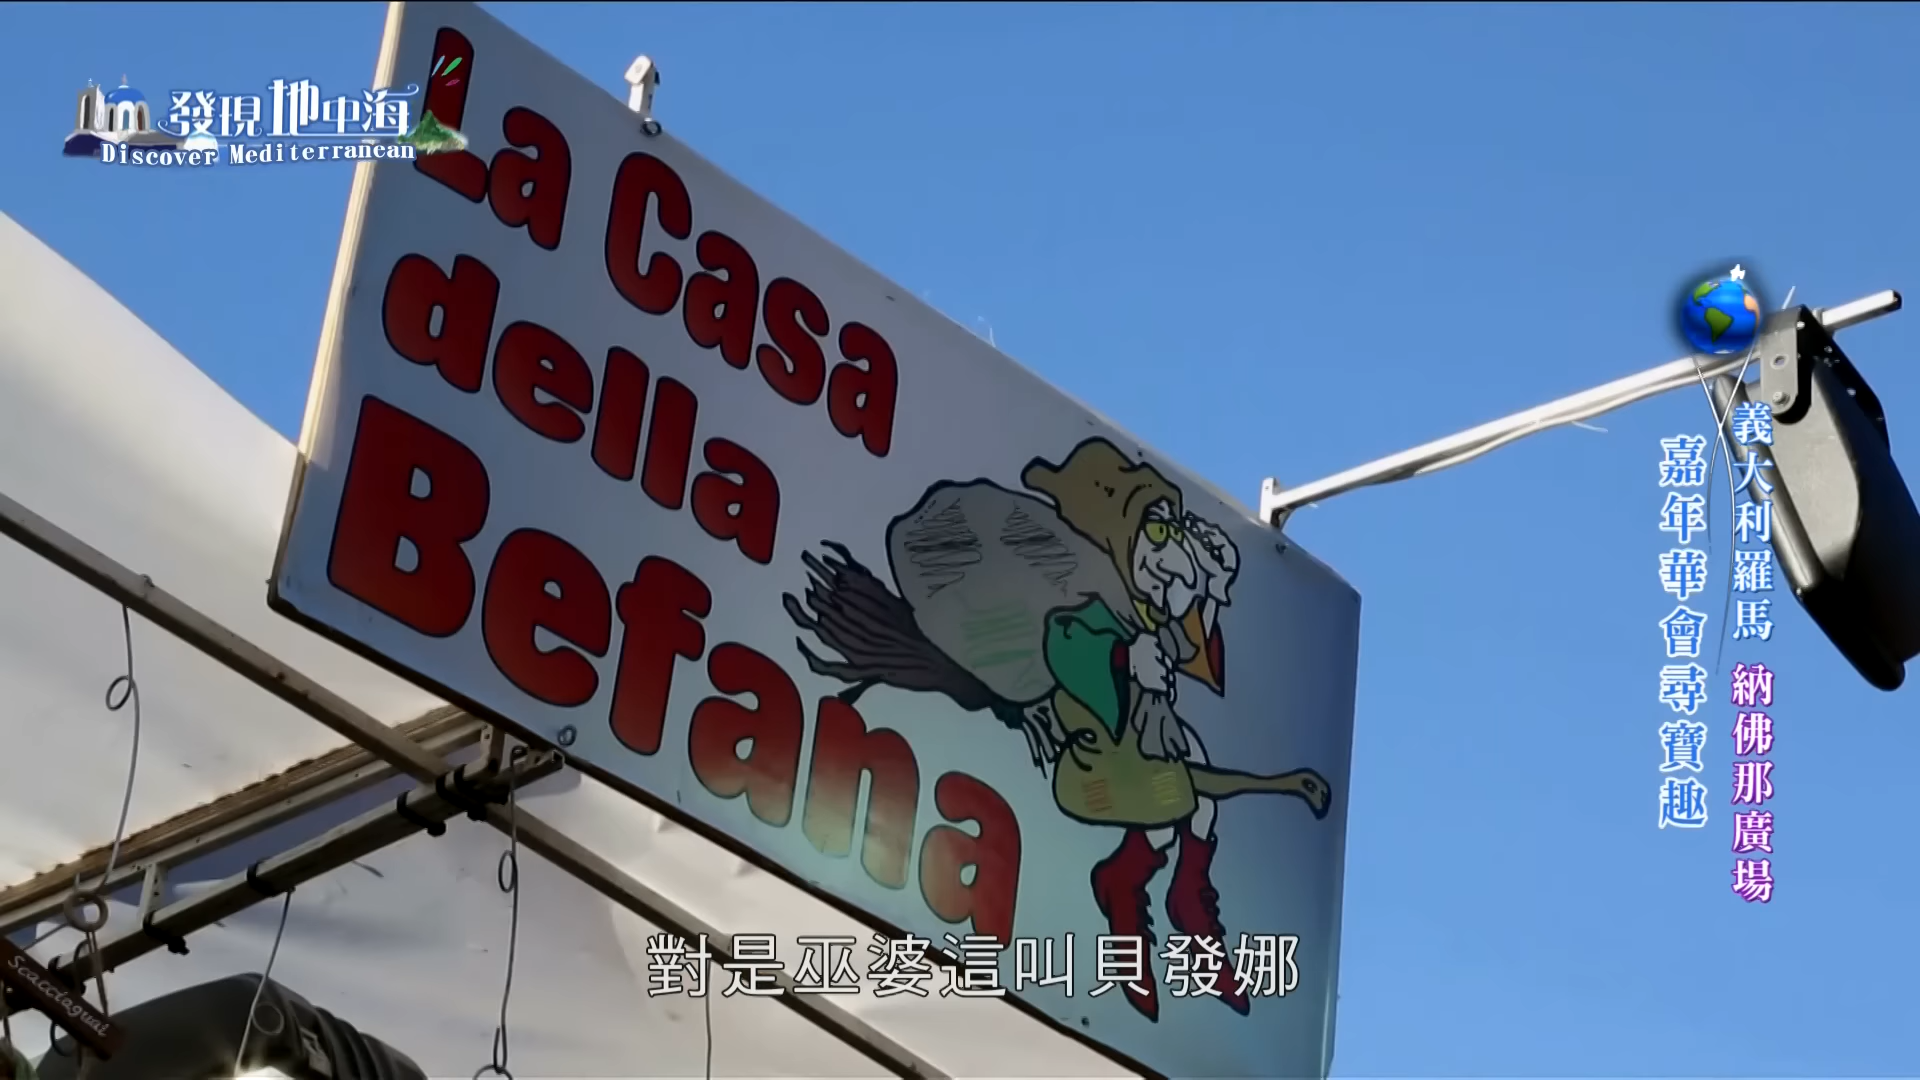 發現地中海
Discover Mediterranean
La Casa
della
Befana
義大利羅馬 納佛那廣場
嘉年華會尋寶趣
Scacciaguai
對是巫婆這叫貝發娜